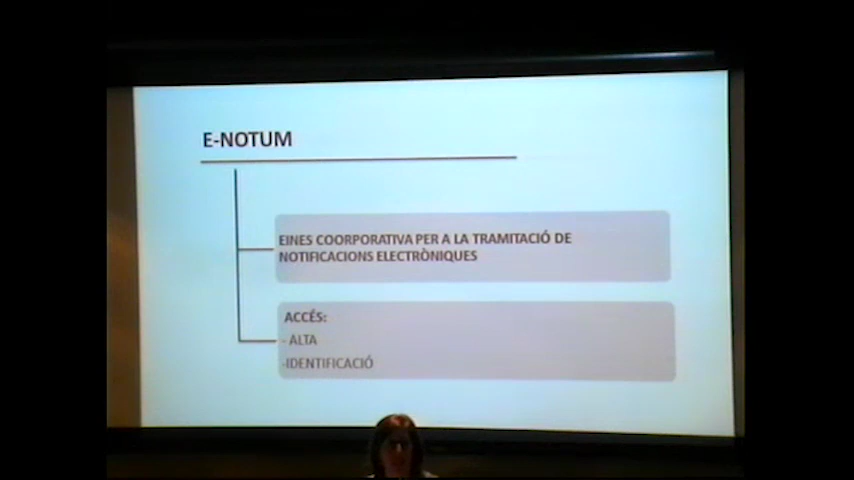 E-NOTUM
EINES COORPORATIVA PER A LA TRAMITACIÓ DE
NOTIFICACIONS ELECTRÒNIQUES
ACCÉS:
- ALTA
-IDENTIFICACIÓ